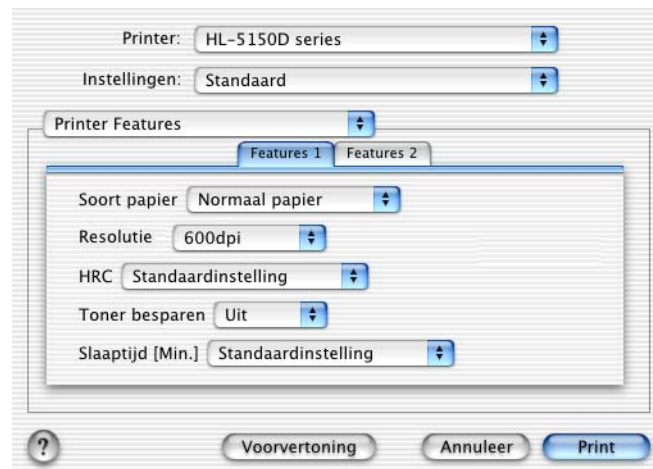 Printer: HL-5150D series
Instellingen: Standaard
Printer Features
Features 1 Features 2
Soort papier Normaal papier
Resolutie 600dpi
HRC Standaardinstelling
Toner besparen Uit
Slaaptijd [Min.] Standaardinstelling
? Voorvertoning Annuleer Print